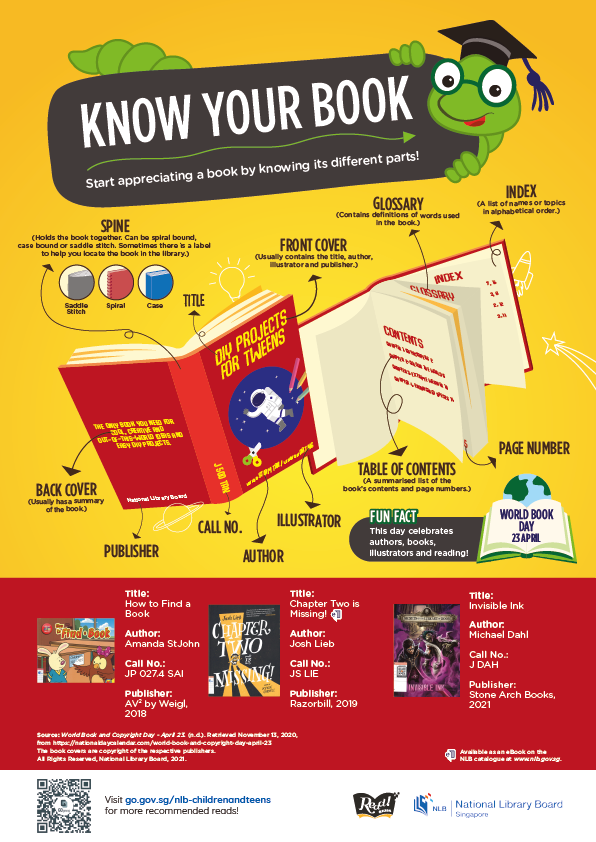 KNOW YOUR BOOK
Start appreciating a book by knowing its different parts!
SPINE
(Holds the book together. Can be spiral bound,
case bound or saddle stitch. Sometimes there is a label
to help you locate the book in the library.)
Saddle
Stitch
Spiral
Case
TITLE
FRONT COVER
(Usually contains the title, author,
illustrator and publisher.)
GLOSSARY
(Contains definitions of words used
in the book.)
INDEX
(A list of names or topics
in alphabetical order.)
DIY PROJECTS
FOR TWEENS
THE ONLY BOOK YOU NEED FOR
COOL, CREATIVE AND
OUT-OF-THIS-WORLD IDEAS AND
EASY DIY PROJECTS.
National Library Board
INDEX
GLOSSARY
CONTENTS
BACK COVER
(Usually has a summary
of the book.)
PUBLISHER
CALL NO.
AUTHOR
ILLUSTRATOR
TABLE OF CONTENTS
(A summarised list of the
book's contents and page numbers.)
PAGE NUMBER
FUN FACT
This day celebrates
authors, books,
illustrators and reading!
WORLD BOOK
DAY
23 APRIL
How to Find a Book
Josh Lieb
CHAPTER
TWO
IS
MISSING!
INVISIBLE INK
Title:
How to Find a
Book
Author:
Amanda StJohn
Call No.:
JP 027.4 SAI
Publisher:
AV² by Weigl,
2018
Title:
Chapter Two is
Missing!
Author:
Josh Lieb
Call No.:
JS LIE
Publisher:
Razorbill, 2019
Title:
Invisible Ink
Author:
Michael Dahl
Call No.:
J DAH
Publisher:
Stone Arch Books,
2021
Source: World Book and Copyright Day - April 23. (n.d.). Retrieved November 13, 2020,
from https://nationaldaycalendar.com/world-book-and-copyright-day-april-23
The book covers are copyright of the respective publishers.
All Rights Reserved, National Library Board, 2021.
Available as an eBook on the
NLB catalogue at www.nlb.gov.sg.
Visit go.gov.sg/nlb-childrenandteens
for more recommended reads!
Read
NLB
National Library Board
Singapore